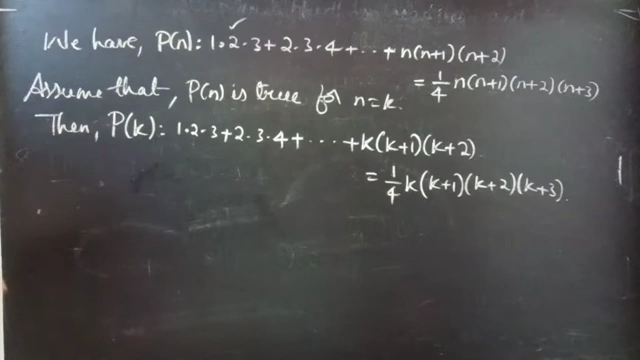 We have, P(n): 1·2·3+2·3·4+···+n(n+1)(n+2)
=1/4 n(n+1)(n+2)(n+3)
Assume that, P(n) is true for n=k.
Then, P(k): 1·2·3+2·3·4+·····+k(k+1)(k+2)
=1/4 k(k+1)(k+2)(k+3).